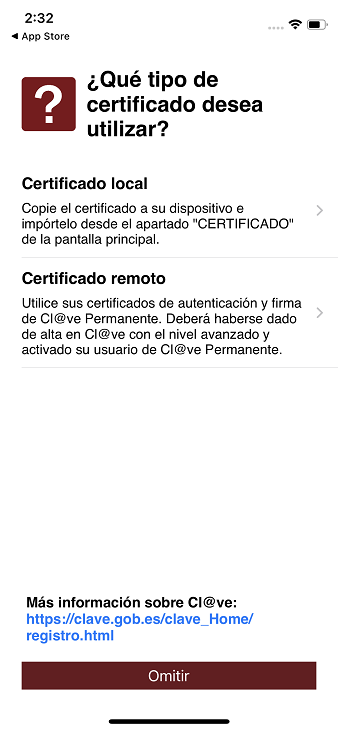 2:32
◀ App Store
?
¿Qué tipo de
certificado desea
utilizar?
Certificado local
Copie el certificado a su dispositivo e
impórtelo desde el apartado "CERTIFICADO"
de la pantalla principal.
Certificado remoto
Utilice sus certificados de autenticación y firma
de Cl@ve Permanente. Deberá haberse dado
de alta en Cl@ve con el nivel avanzado y
activado su usuario de Cl@ve Permanente.
Más información sobre Cl@ve:
https://clave.gob.es/clave_Home/
registro.html
Omitir